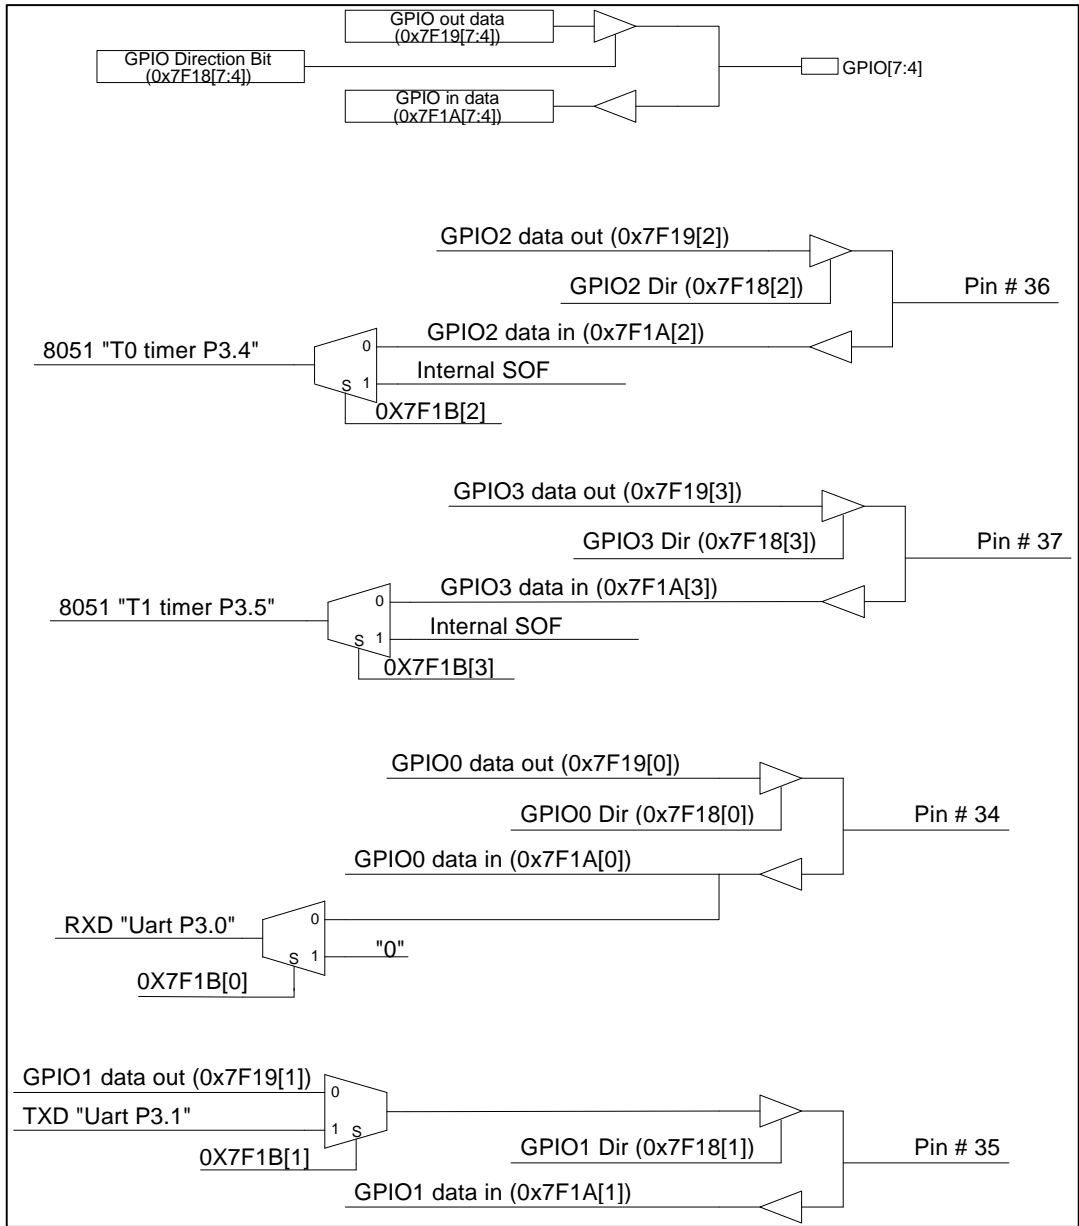 GPIO out data
(0x7F19[7:4])
GPIO Direction Bit
(0x7F18[7:4])
GPIO[7:4]
GPIO in data
(0x7F1A[7:4])
GPIO2 data out (0x7F19[2])
GPIO2 Dir (0x7F18[2])
Pin # 36
GPIO2 data in (0x7F1A[2])
8051 "T0 timer P3.4"
0
Internal SOF
S 1
0X7F1B[2]
GPIO3 data out (0x7F19[3])
GPIO3 Dir (0x7F18[3])
Pin # 37
GPIO3 data in (0x7F1A[3])
8051 "T1 timer P3.5"
0
Internal SOF
S 1
0X7F1B[3]
GPIO0 data out (0x7F19[0])
GPIO0 Dir (0x7F18[0])
Pin # 34
GPIO0 data in (0x7F1A[0])
RXD "Uart P3.0"
0
S 1
"0"
0X7F1B[0]
GPIO1 data out (0x7F19[1])
0
TXD "Uart P3.1"
1 S
0X7F1B[1]
GPIO1 Dir (0x7F18[1])
Pin # 35
GPIO1 data in (0x7F1A[1])